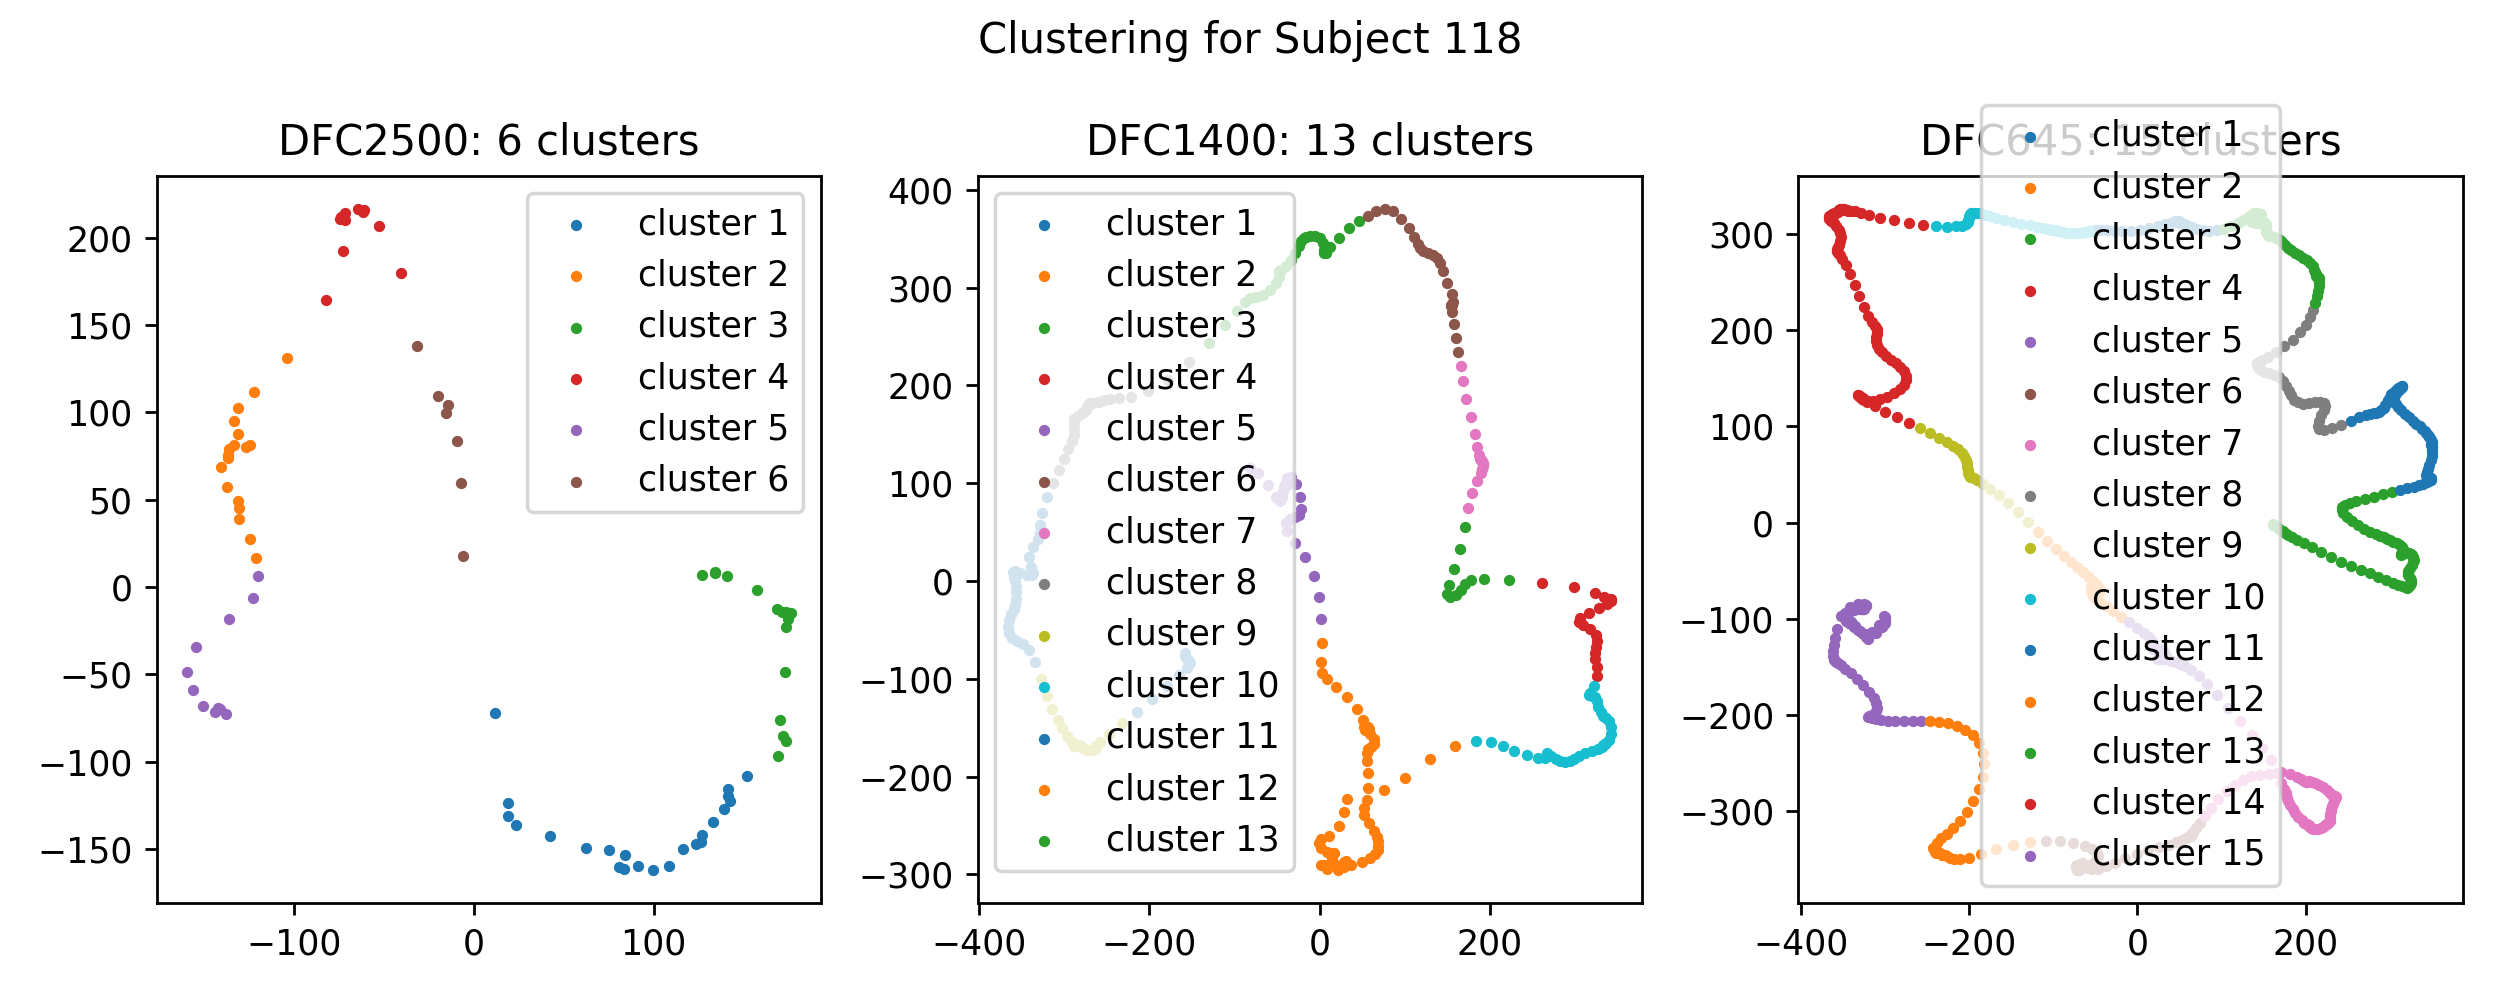 Clustering for Subject 118
DFC2500: 6 clusters
200
150
100
50
0
−50
−100
−150
−100
0
100
cluster 1
cluster 2
cluster 3
cluster 4
cluster 5
cluster 6
DFC1400: 13 clusters
400
300
200
100
0
−100
−200
−300
−400
−200
0
200
cluster 1
cluster 2
cluster 3
cluster 4
cluster 5
cluster 6
cluster 7
cluster 8
cluster 9
cluster 10
cluster 11
cluster 12
cluster 13
DFC645: 15 clusters
300
200
100
0
−100
−200
−300
−400
−200
0
200
cluster 1
cluster 2
cluster 3
cluster 4
cluster 5
cluster 6
cluster 7
cluster 8
cluster 9
cluster 10
cluster 11
cluster 12
cluster 13
cluster 14
cluster 15